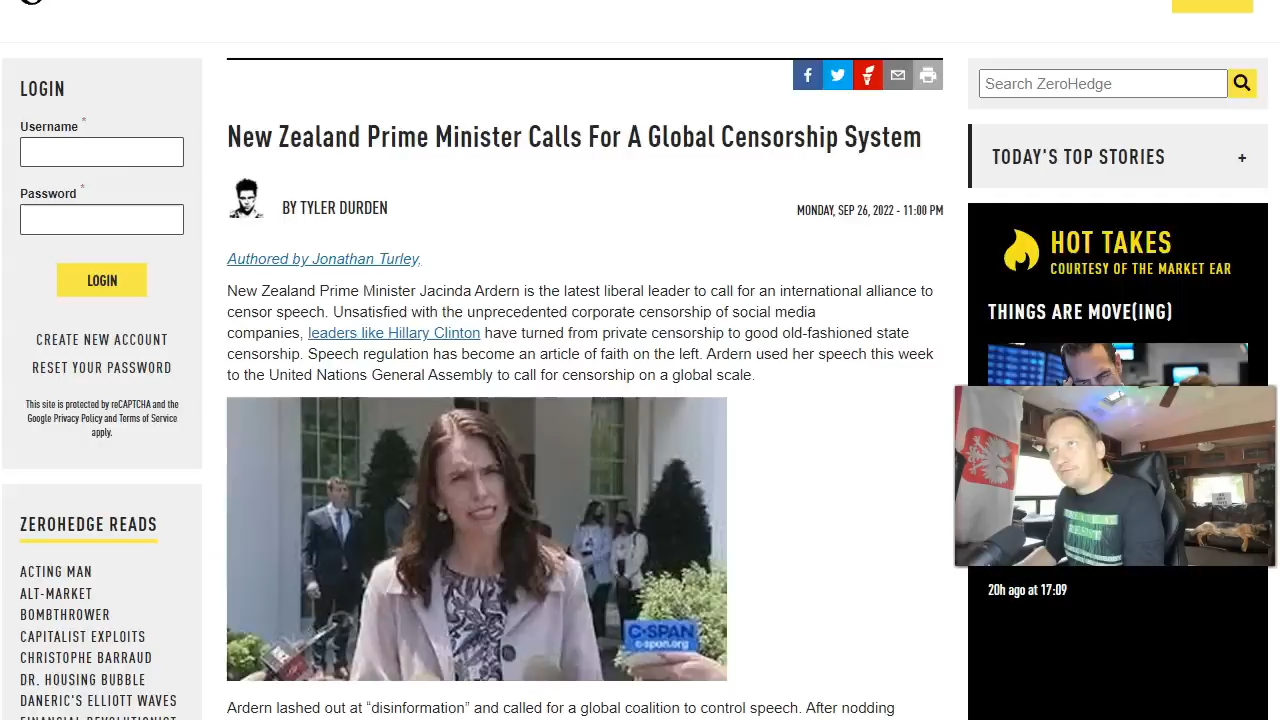 LOGIN
Username *
Password *
LOGIN
CREATE NEW ACCOUNT
RESET YOUR PASSWORD
This site is protected by reCAPTCHA and the
Google Privacy Policy and Terms of Service
apply.
ZEROHEDGE READS
ACTING MAN
ALT-MARKET
BOMBTHROWER
CAPITALIST EXPLOITS
CHRISTOPHE BARRAUD
DR. HOUSING BUBBLE
DANERIC'S ELLIOTT WAVES
FINANCIAL REVOLUTIONIST
New Zealand Prime Minister Calls For A Global Censorship System
BY TYLER DURDEN
MONDAY, SEP 26, 2022 - 11:00 PM
Authored by Jonathan Turley,
New Zealand Prime Minister Jacinda Ardern is the latest liberal leader to call for an international alliance to
censor speech. Unsatisfied with the unprecedented corporate censorship of social media
companies, leaders like Hillary Clinton have turned from private censorship to good old-fashioned state
censorship. Speech regulation has become an article of faith on the left. Ardern used her speech this week
to the United Nations General Assembly to call for censorship on a global scale.
C-SPAN
c-span.org
Ardern lashed out at “disinformation” and called for a global coalition to control speech. After nodding
Search ZeroHedge
TODAY'S TOP STORIES +
HOT TAKES
COURTESY OF THE MARKET EAR
THINGS ARE MOVE(ING)
20h ago at 17:09